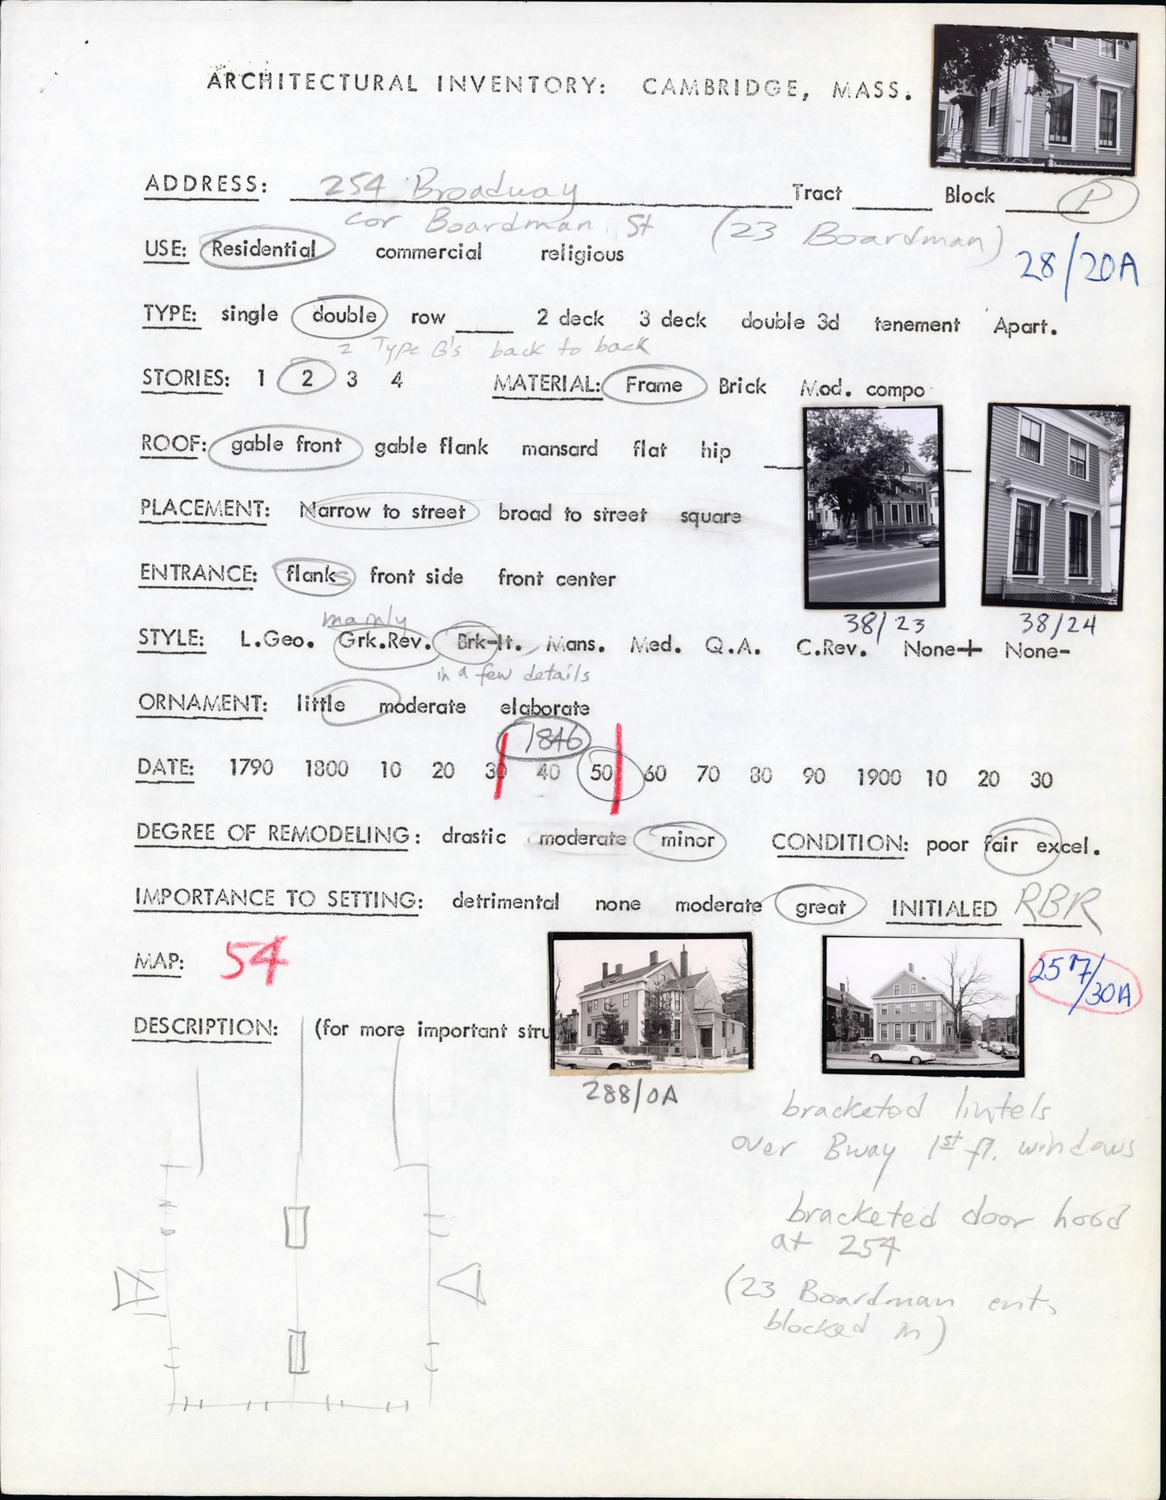 ARCHITECTURAL INVENTORY: CAMBRIDGE, MASS.
ADDRESS: 254 Broadway Tract Block P
cor Boardman St (23 Boardman)
USE: Residential commercial religious
28/20A
TYPE: single double row 2 deck 3 deck double 3d tenement Apart.
2 Type B's back to back
STORIES: 1 2 3 4 MATERIAL: Frame Brick Mod. compo
ROOF: gable front gable flank mansard flat hip
PLACEMENT: Narrow to street broad to street square
ENTRANCE: flanks front side front center
38/23 38/24
mainly
STYLE: L.Geo. Grk.Rev. Brk-It. Mans. Med. Q.A. C.Rev. None+ None-
in a few details
ORNAMENT: little moderate elaborate
1846
DATE: 1790 1800 10 20 30 40 50 60 70 80 90 1900 10 20 30
DEGREE OF REMODELING: drastic moderate minor CONDITION: poor fair excel.
IMPORTANCE TO SETTING: detrimental none moderate great INITIALED RBR
MAP: 54
257/30A
DESCRIPTION: (for more important stru
288/0A
bracketed lintels
over Bway 1st fl. windows
bracketed door hood
at 254
(23 Boardman ent.
blocked in)